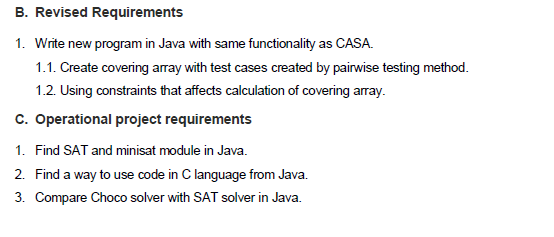 B. Revised Requirements
1. Write new program in Java with same functionality as CASA.
1.1. Create covering array with test cases created by pairwise testing method.
1.2. Using constraints that affects calculation of covering array.
C. Operational project requirements
1. Find SAT and minisat module in Java.
2. Find a way to use code in C language from Java.
3. Compare Choco solver with SAT solver in Java.